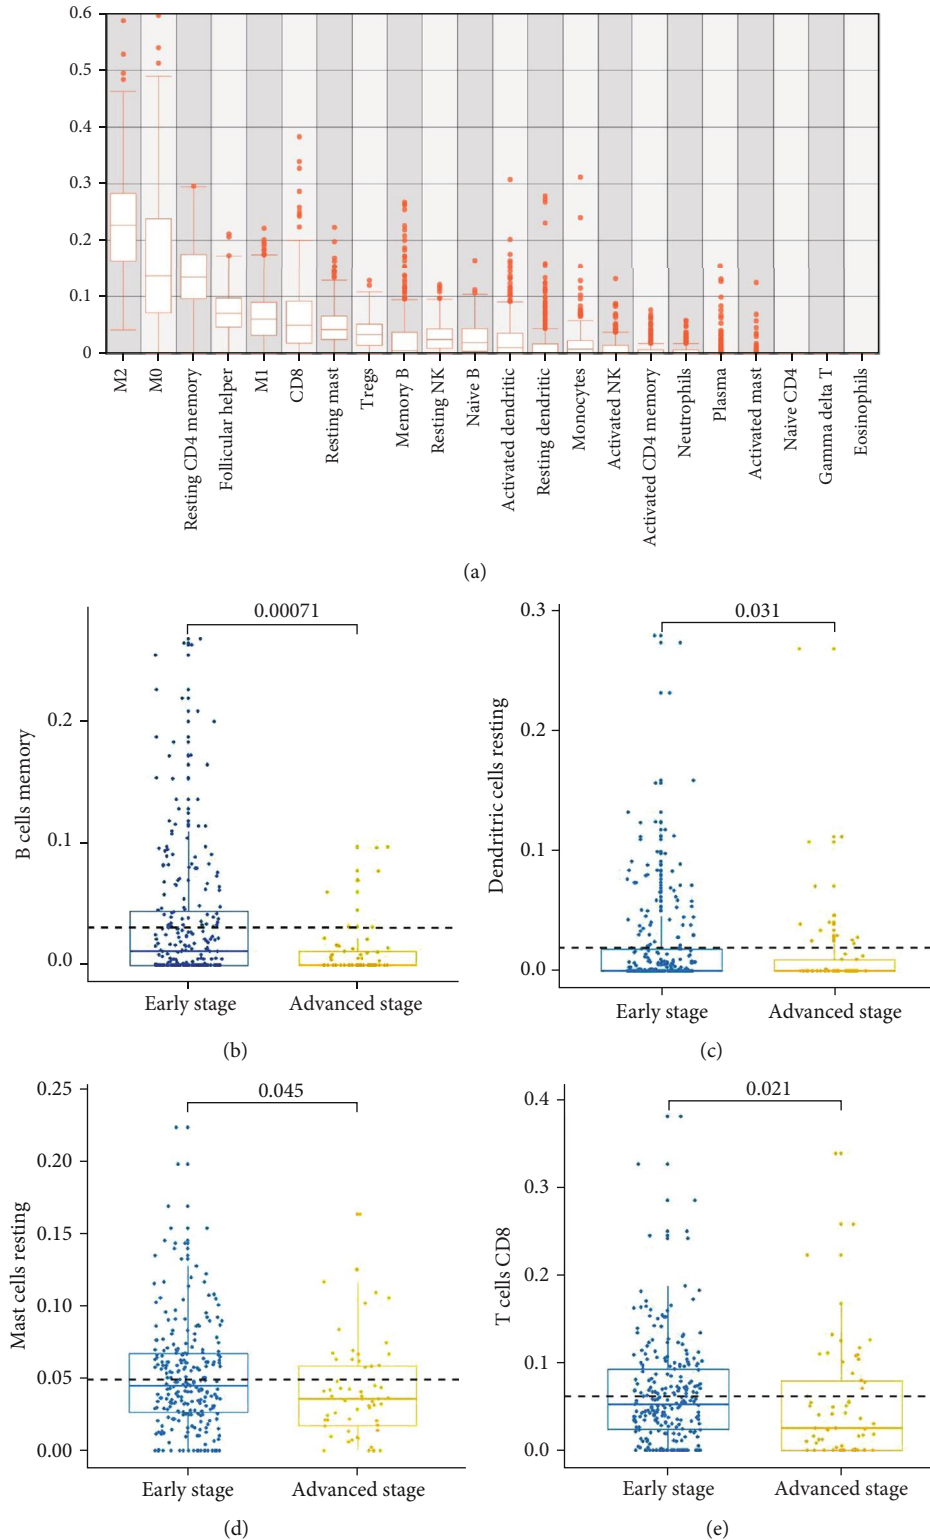 0.6
0.5
0.4
0.3
0.2
0.1
0
M2
M0
Resting CD4 memory
Follicular helper
M1
CD8
Resting mast
Tregs
Memory B
Resting NK
Naive B
Activated dendritic
Resting dendritic
Monocytes
Activated NK
Activated CD4 memory
Neutrophils
Plasma
Activated mast
Naive CD4
Gamma delta T
Eosinophils
(a)
0.00071
B cells memory
0.2
0.1
0.0
Early stage Advanced stage
(b)
0.031
Dendritric cells resting
0.3
0.2
0.1
0.0
Early stage Advanced stage
(c)
0.045
Mast cells resting
0.25
0.20
0.15
0.10
0.05
0.00
Early stage Advanced stage
(d)
0.021
T cells CD8
0.4
0.3
0.2
0.1
0.0
Early stage Advanced stage
(e)